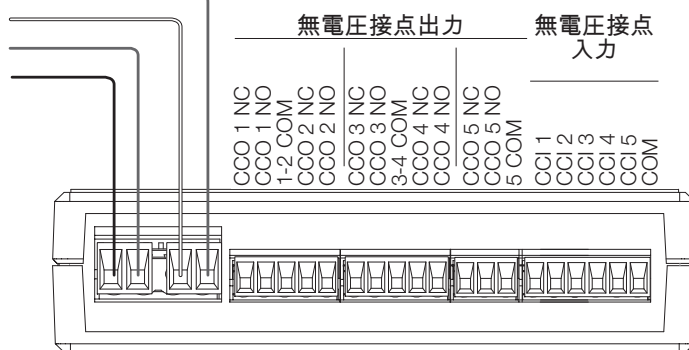 無電圧接点出力
無電圧接点
入力
CCO 1 NC
CCO 1 NO
1-2 COM
CCO 2 NC
CCO 2 NO
CCO 3 NC
CCO 3 NO
3-4 COM
CCO 4 NC
CCO 4 NO
CCO 5 NC
CCO 5 NO
5 COM
CCI 1
CCI 2
CCI 3
CCI 4
CCI 5
COM